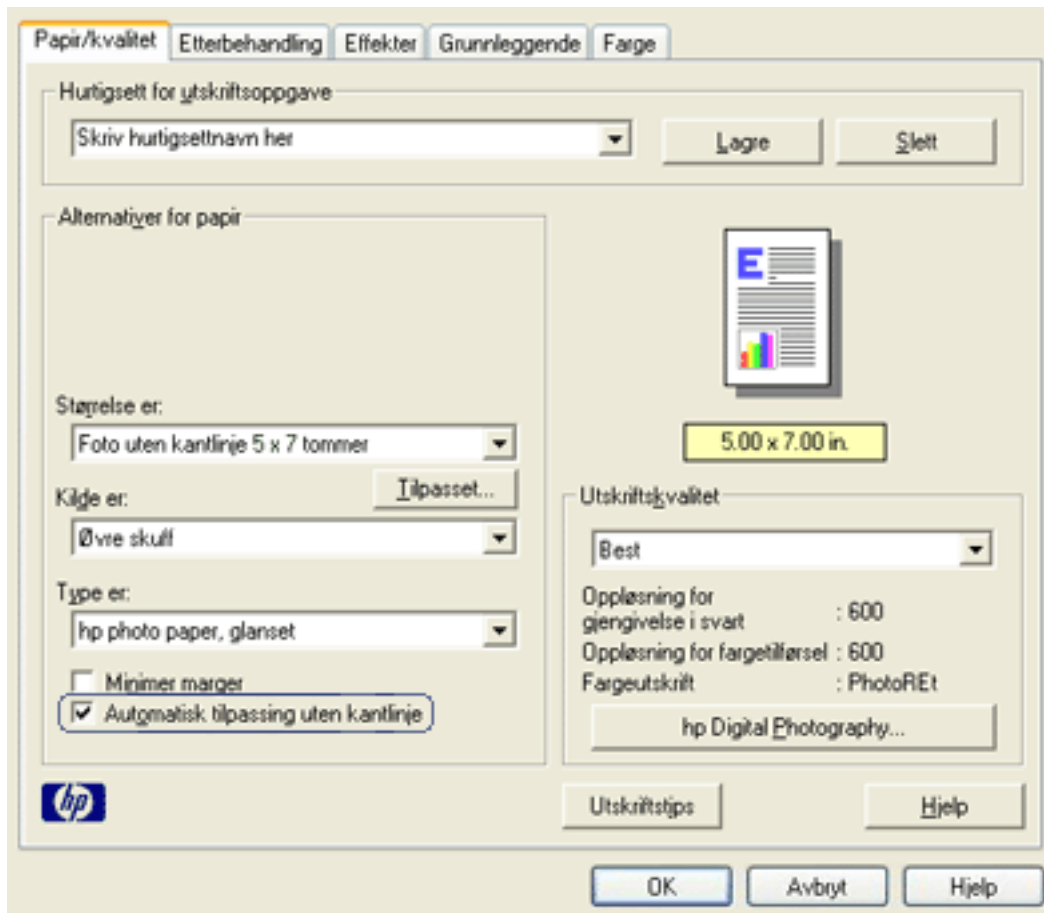 Papir/kvalitet Etterbehandling Effekter Grunnleggende Farge
Hurtigsett for utskriftsoppgave
Skriv hurtigsettnavn her
Lagre Slett
Alternativer for papir
E
Størrelse er:
Foto uten kantlinje 5 x 7 tommer
5.00 x 7.00 in.
Tilpasset...
Kilde er:
Øvre skuff
Type er:
hp photo paper, glanset
Minimer marger
Automatisk tilpassing uten kantlinje
Utskriftskvalitet
Best
Oppløsning for
gjengivelse i svart : 600
Oppløsning for fargetilførsel : 600
Fargeutskrift : PhotoREt
hp Digital Photography...
hp
Utskriftstips Hjelp
OK Avbryt Hjelp